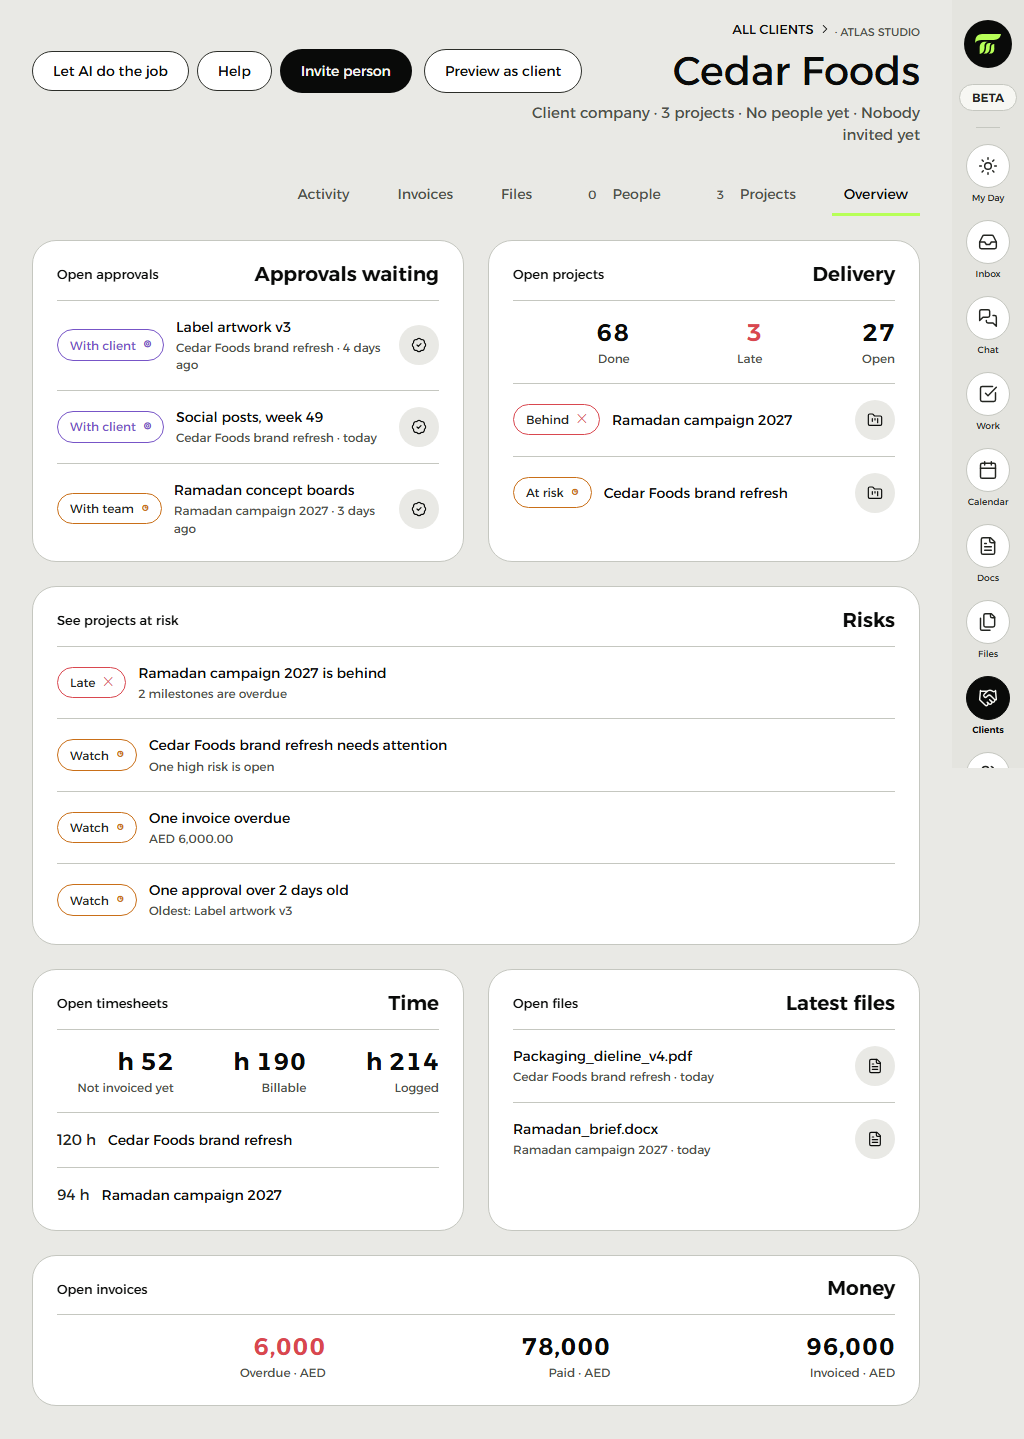 ALL CLIENTS › · ATLAS STUDIO
Cedar Foods
Client company · 3 projects · No people yet · Nobody
invited yet
Let AI do the job
Help
Invite person
Preview as client
Overview
Projects 3
People 0
Files
Invoices
Activity
Approvals waiting
Open approvals
With client
Label artwork v3
Cedar Foods brand refresh · 4 days
ago
With client
Social posts, week 49
Cedar Foods brand refresh · today
With team
Ramadan concept boards
Ramadan campaign 2027 · 3 days
ago
Delivery
Open projects
68
Done
3
Late
27
Open
Behind
Ramadan campaign 2027
At risk
Cedar Foods brand refresh
Risks
See projects at risk
Late
Ramadan campaign 2027 is behind
2 milestones are overdue
Watch
Cedar Foods brand refresh needs attention
One high risk is open
Watch
One invoice overdue
AED 6,000.00
Watch
One approval over 2 days old
Oldest: Label artwork v3
Time
Open timesheets
h 52
Not invoiced yet
h 190
Billable
h 214
Logged
120 h Cedar Foods brand refresh
94 h Ramadan campaign 2027
Latest files
Open files
Packaging_dieline_v4.pdf
Cedar Foods brand refresh · today
Ramadan_brief.docx
Ramadan campaign 2027 · today
Money
Open invoices
6,000
Overdue · AED
78,000
Paid · AED
96,000
Invoiced · AED
BETA
My Day
Inbox
Chat
Work
Calendar
Docs
Files
Clients